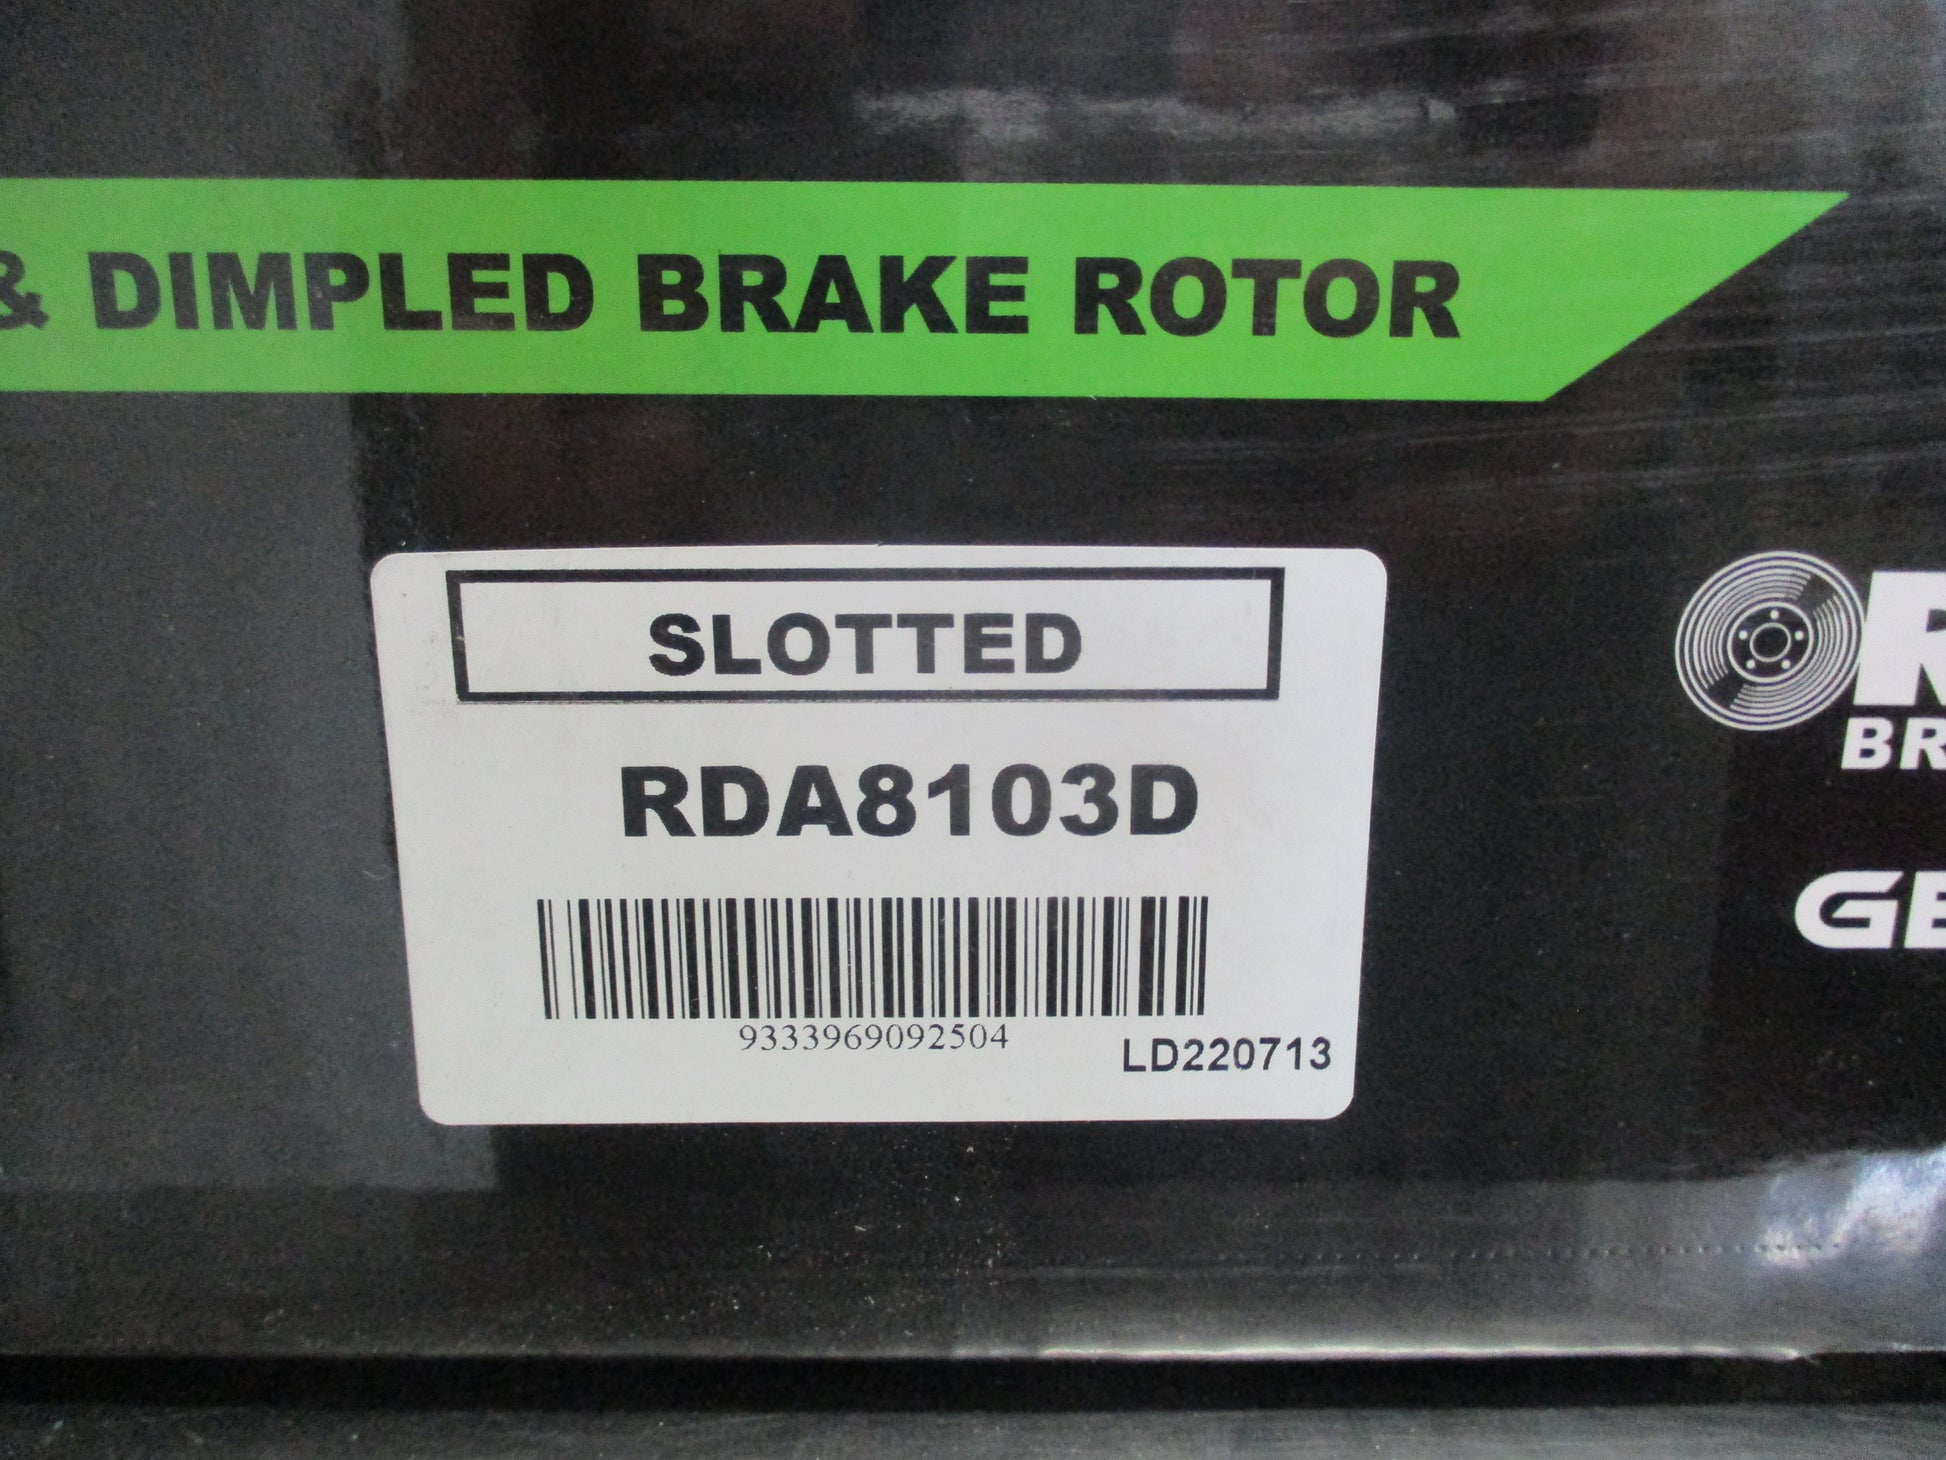 & DIMPLED BRAKE ROTOR
SLOTTED
RDA8103D
9333969092504
LD220713